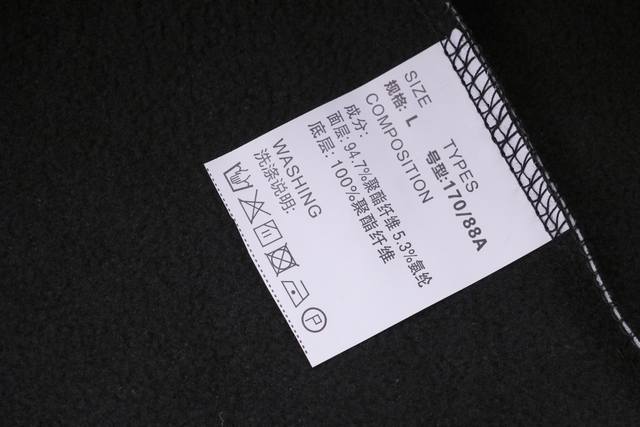 SIZE TYPES
规格: L 号型:170/88A
COMPOSITION
成分:
面层: 94.7%聚酯纤维 5.3%氨纶
底层: 100%聚酯纤维
WASHING
洗涤说明:
P